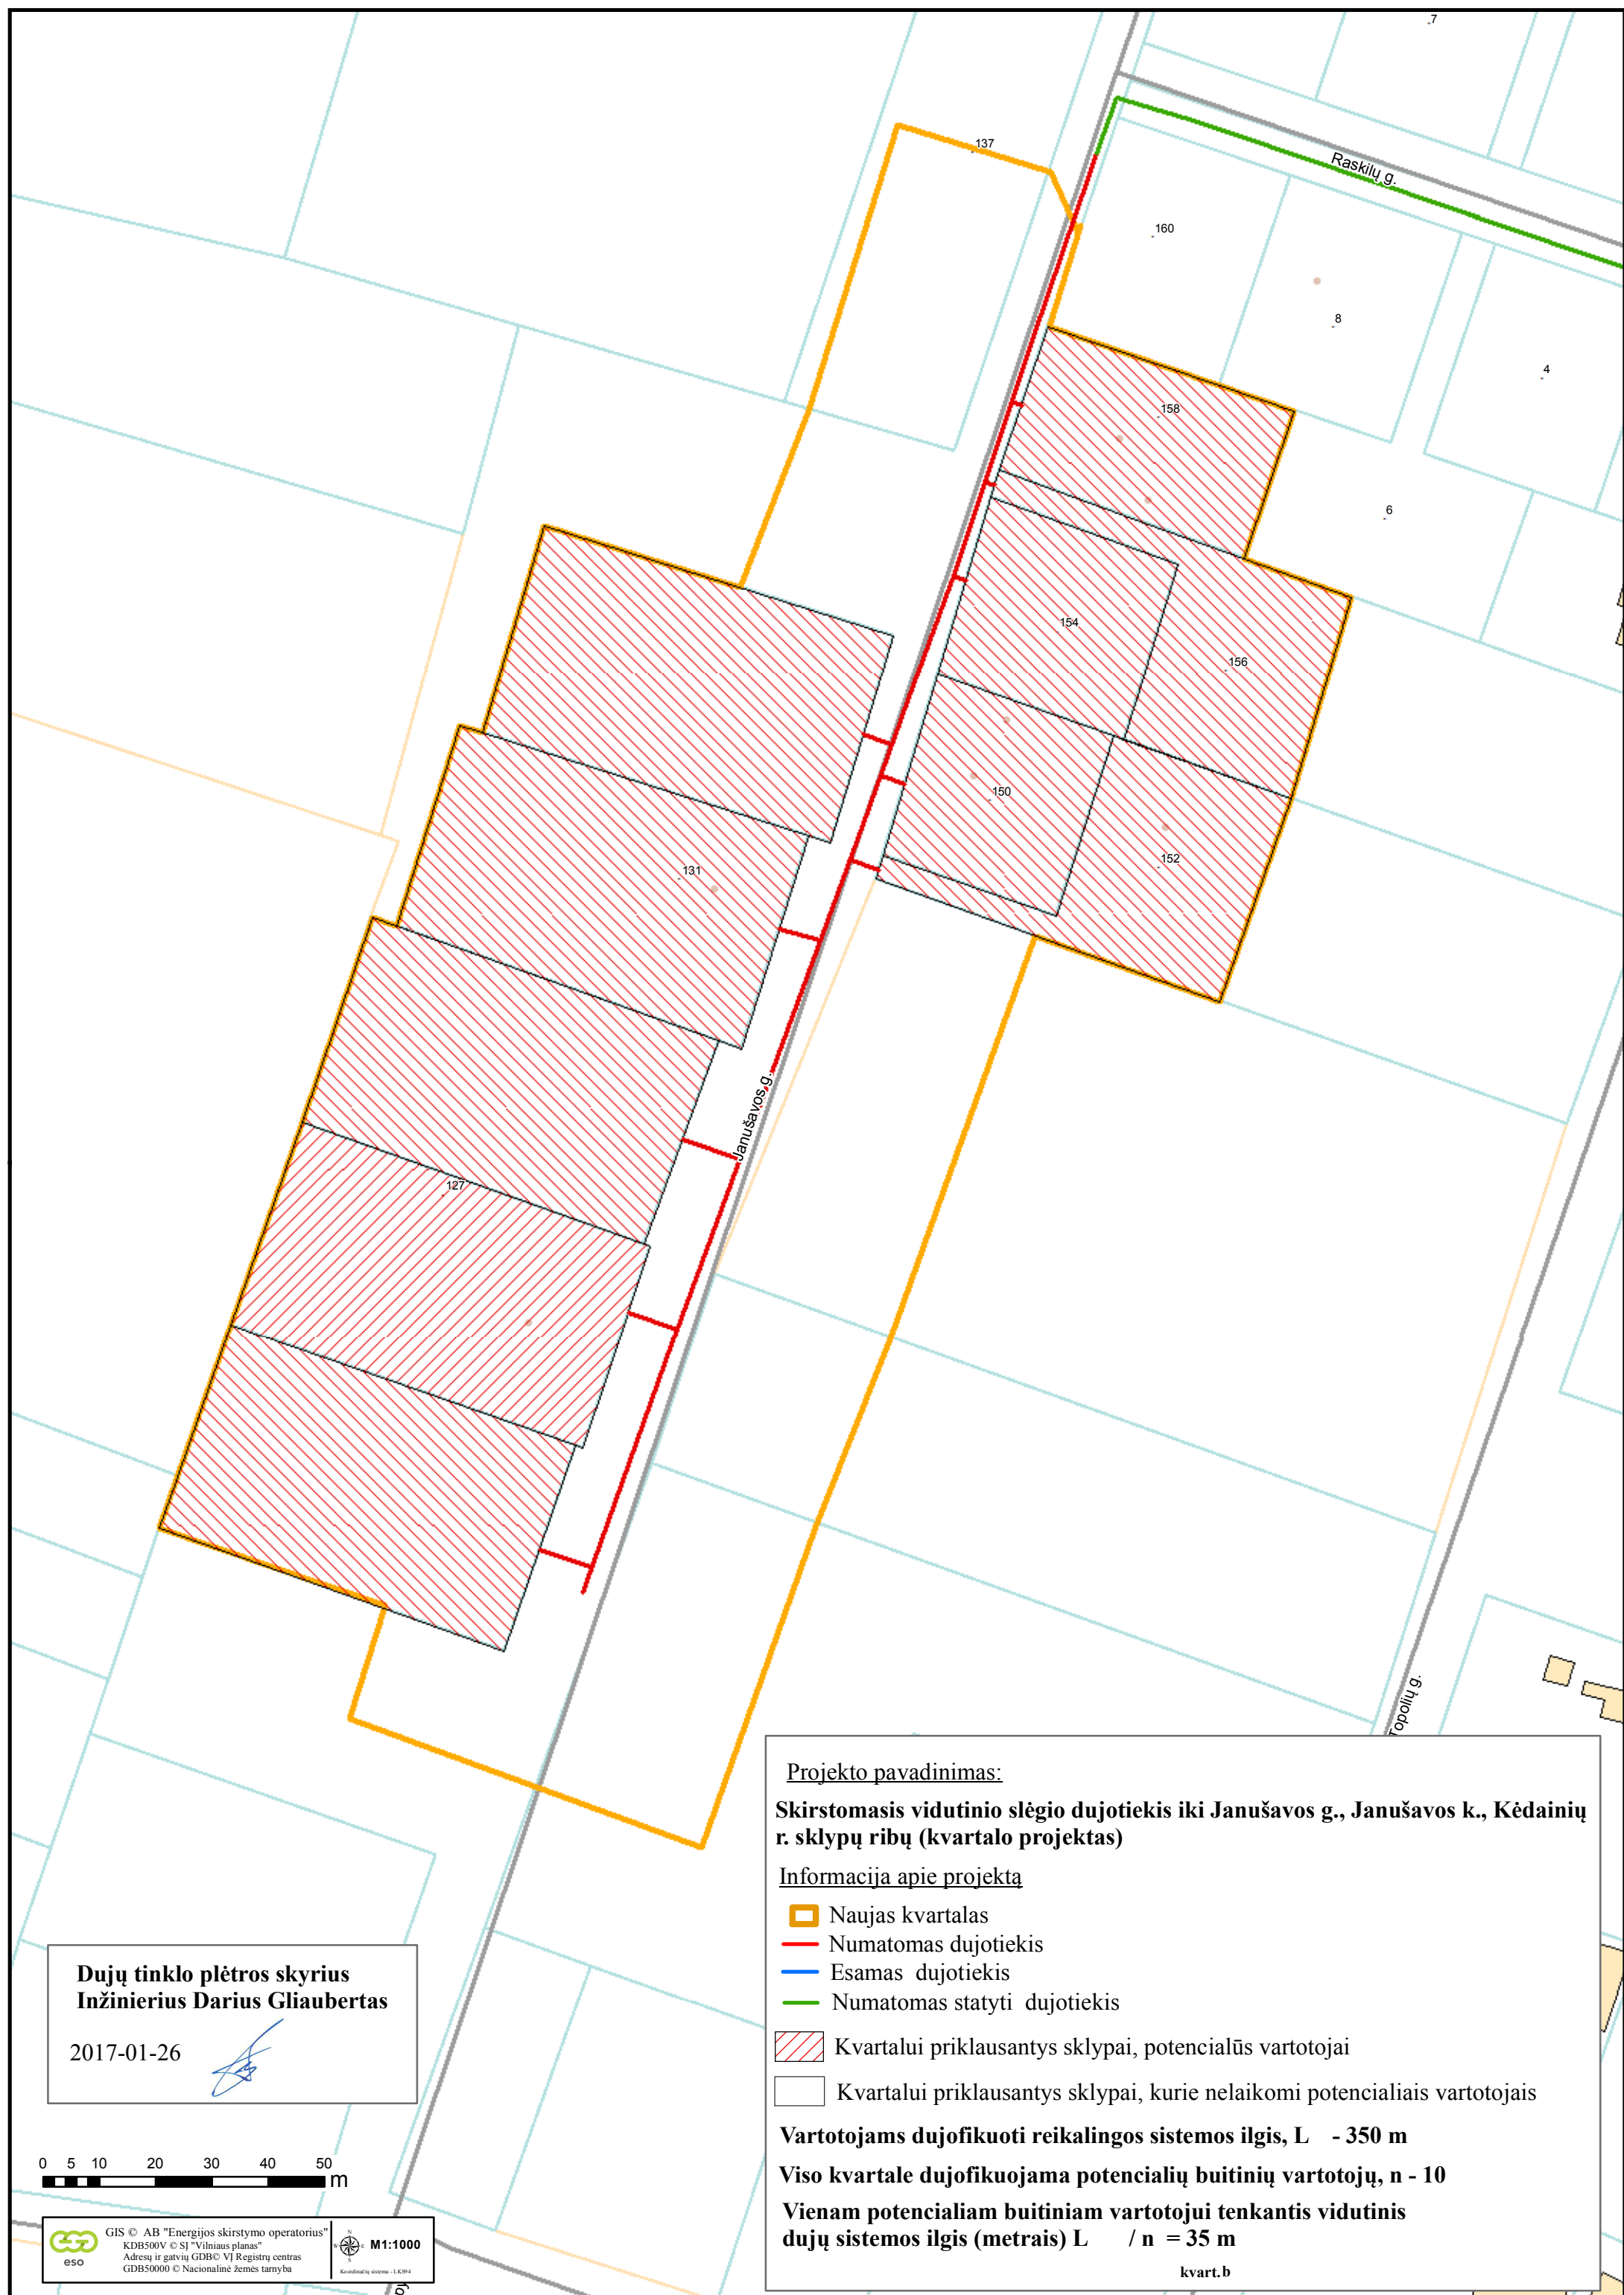 7
137
Raskilų g.
160
8
4
158
6
154
156
150
152
131
Janušavos g.
127
Topolių g.
Projekto pavadinimas:
Skirstomasis vidutinio slėgio dujotiekis iki Janušavos g., Janušavos k., Kėdainių
r. sklypų ribų (kvartalo projektas)
Informacija apie projektą
Naujas kvartalas
Numatomas dujotiekis
Esamas dujotiekis
Numatomas statyti dujotiekis
Kvartalui priklausantys sklypai, potencialūs vartotojai
Kvartalui priklausantys sklypai, kurie nelaikomi potencialiais vartotojais
Vartotojams dujofikuoti reikalingos sistemos ilgis, L - 350 m
Viso kvartale dujofikuojama potencialių buitinių vartotojų, n - 10
Vienam potencialiam buitiniam vartotojui tenkantis vidutinis
dujų sistemos ilgis (metrais) L / n = 35 m
kvart.b
Dujų tinklo plėtros skyrius
Inžinierius Darius Gliaubertas
2017-01-26
0 5 10 20 30 40 50
m
eso
GIS © AB "Energijos skirstymo operatorius"
KDB500V © SĮ "Vilniaus planas"
Adresų ir gatvių GDB© VĮ Registrų centras
GDB50000 © Nacionalinė žemės tarnyba
N
W E
S
M1:1000
Koordinačių sistema - LKS94